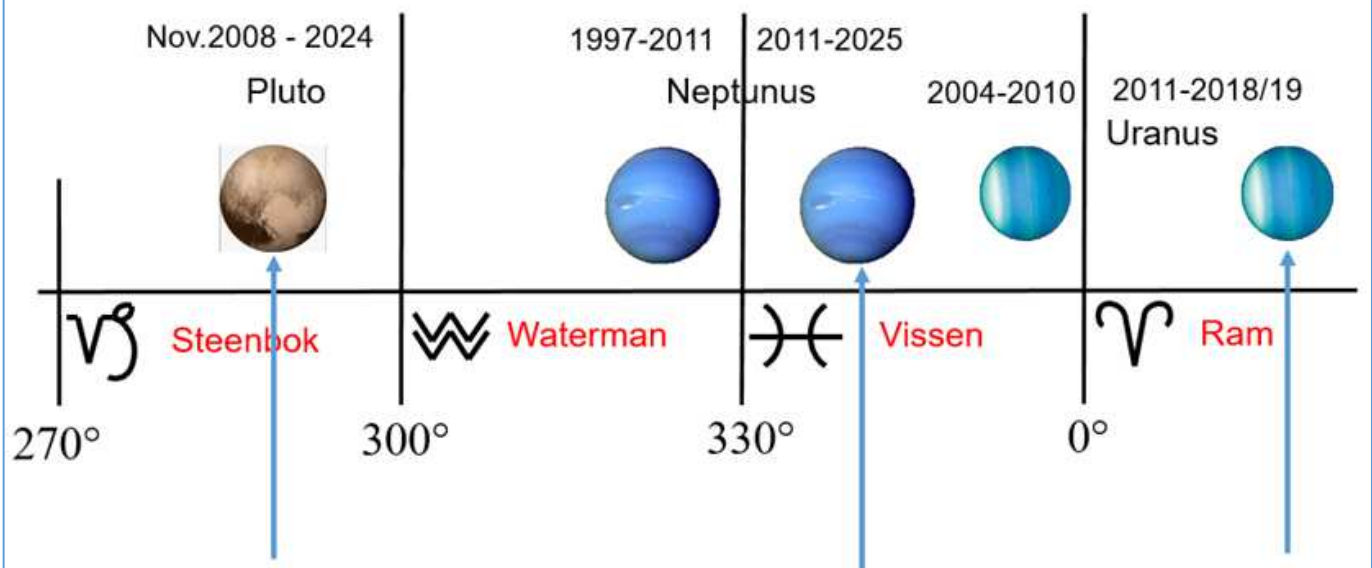 Nov.2008 - 2024
1997-2011
2011-2025
Pluto
Neptunus
2004-2010
2011-2018/19
Uranus
Steenbok
Waterman
Vissen
Ram
270°
300°
330°
0°